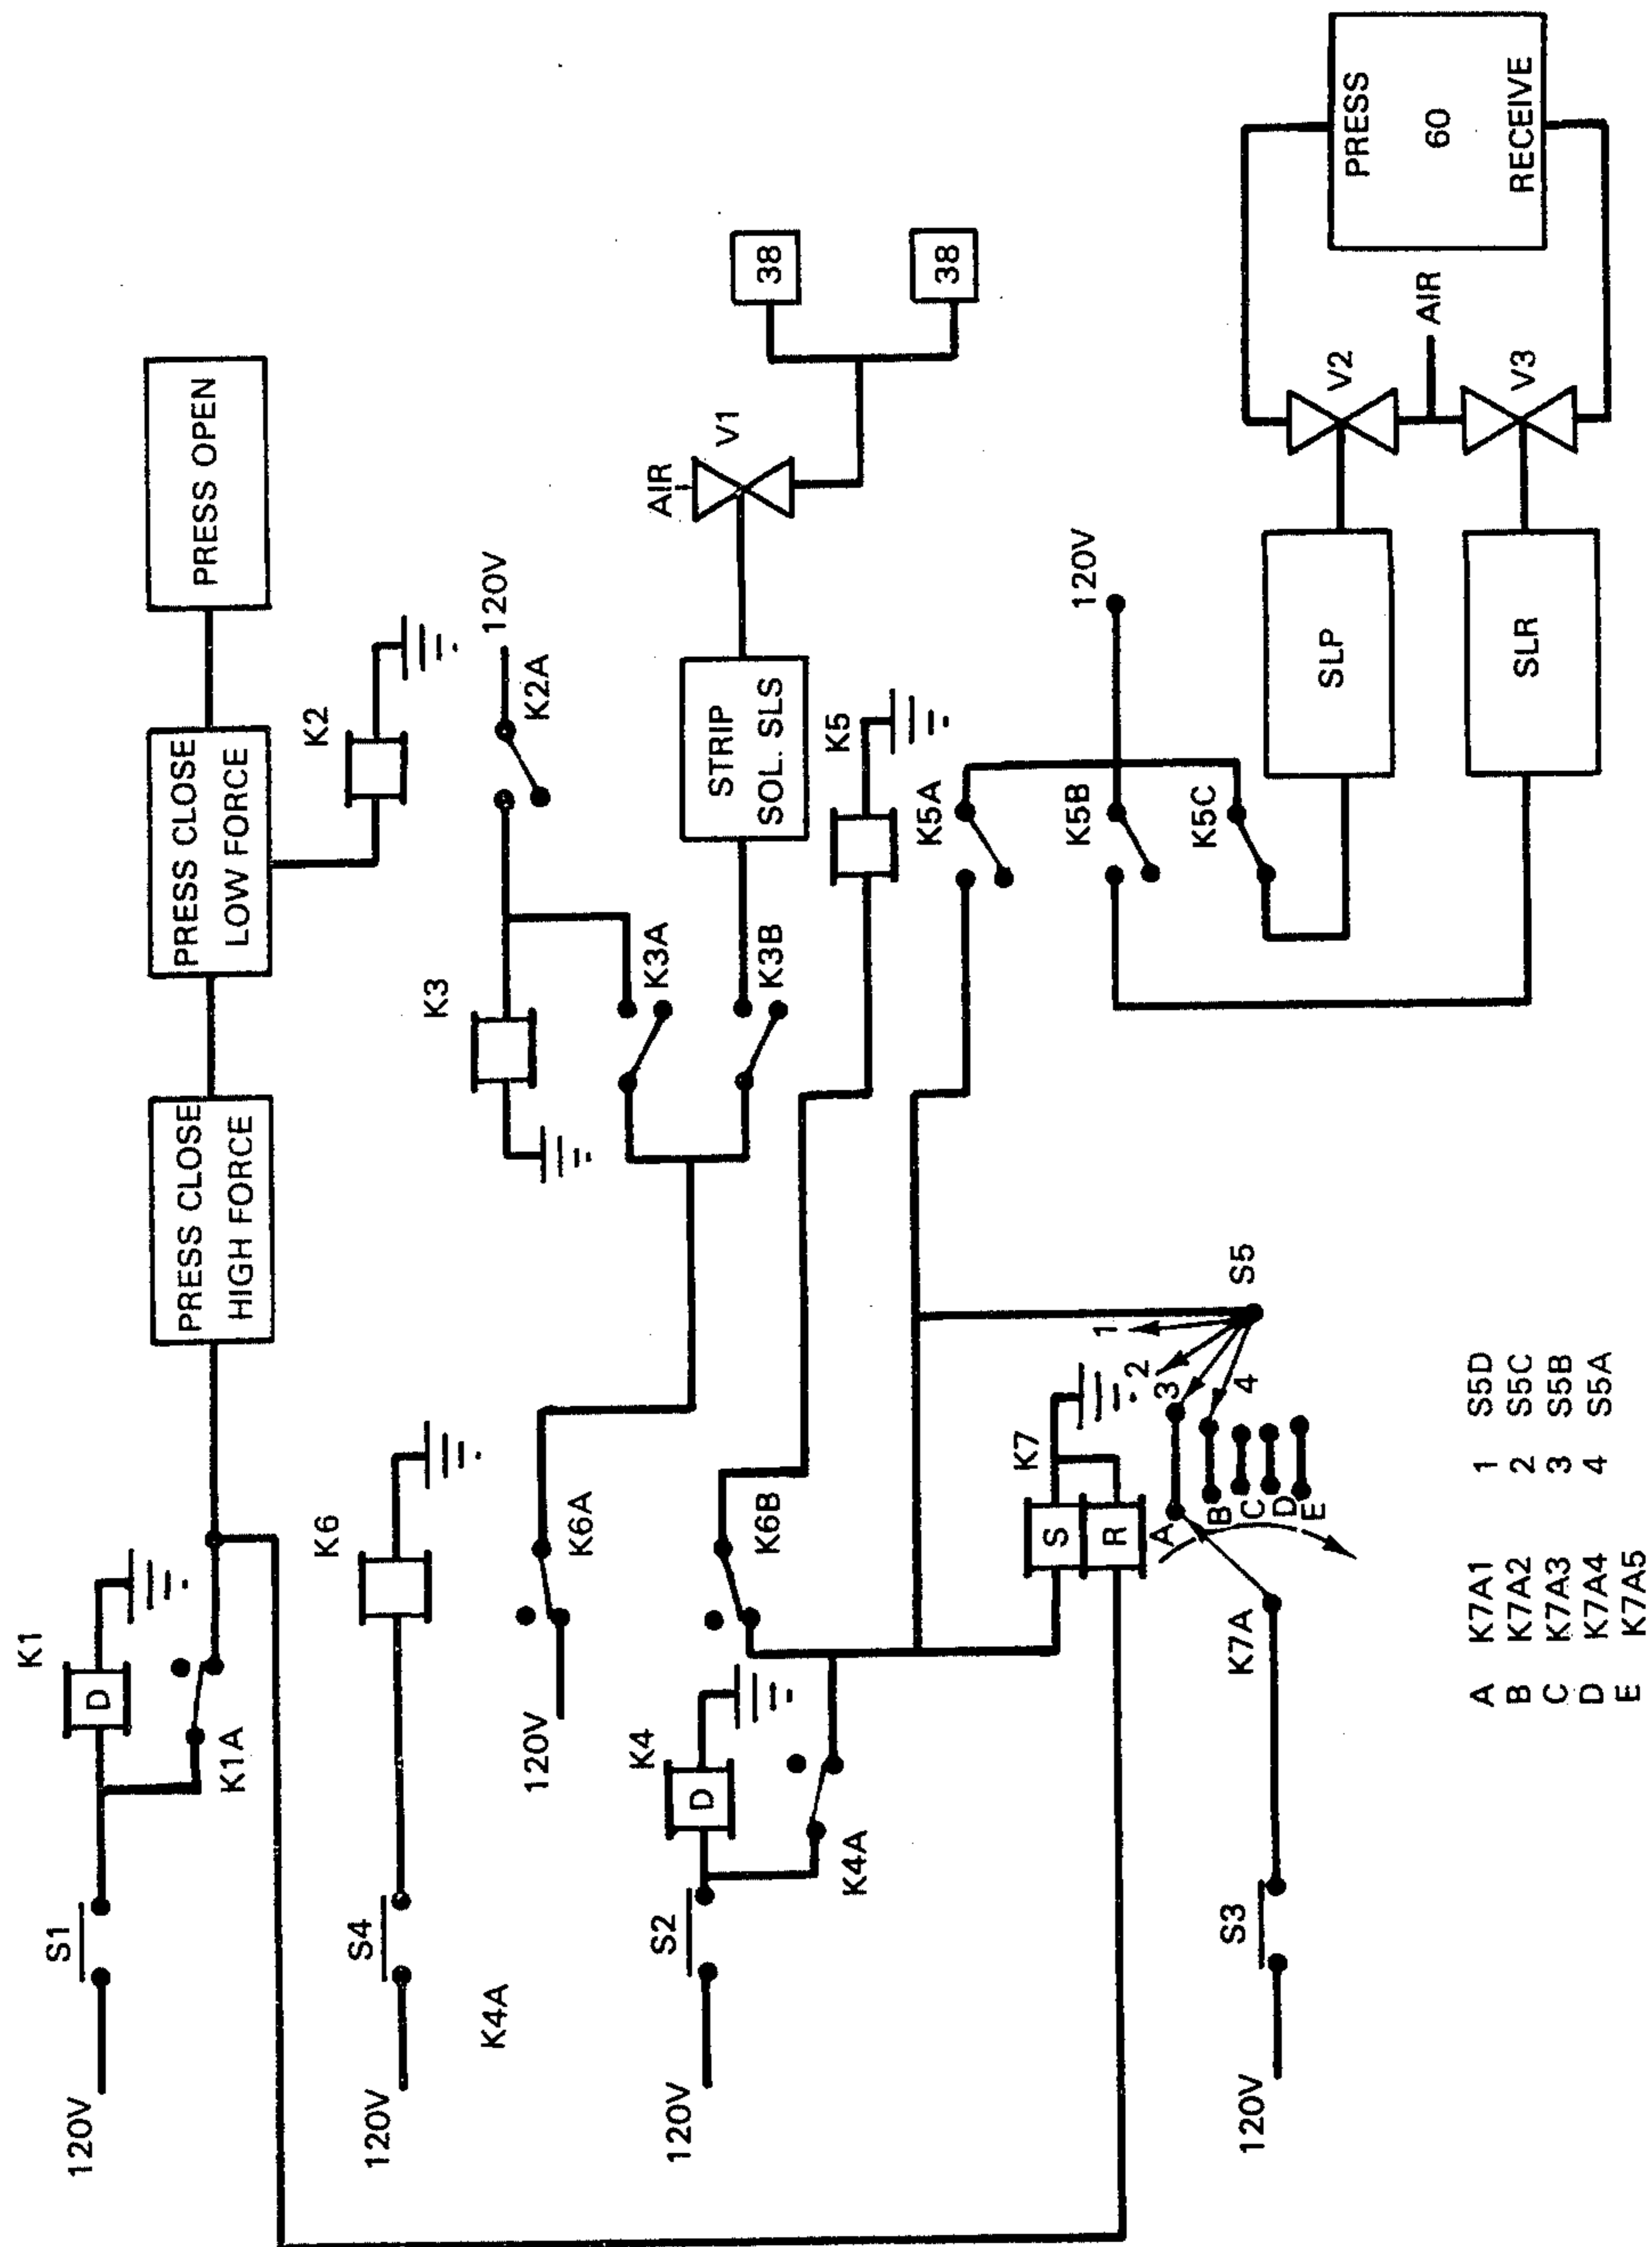 120V
S1
K1
D
K1A
PRESS CLOSE
HIGH FORCE
PRESS CLOSE
LOW FORCE
PRESS OPEN
K2
120V
S4
K6
K3
K2A
120V
K4A
120V
K6A
K3A
K3B
STRIP
SOL. SLS
AIR
V1
38
38
120V
S2
K4
D
K4A
K6B
K5
K5A
K5B
K5C
120V
K7
S
R
120V
S3
K7A
A
B
C
D
E
1
2
3
4
S5
SLP
SLR
V2
V3
AIR
PRESS
60
RECEIVE
A K7A1 1 S5D
B K7A2 2 S5C
C K7A3 3 S5B
D K7A4 4 S5A
E K7A5